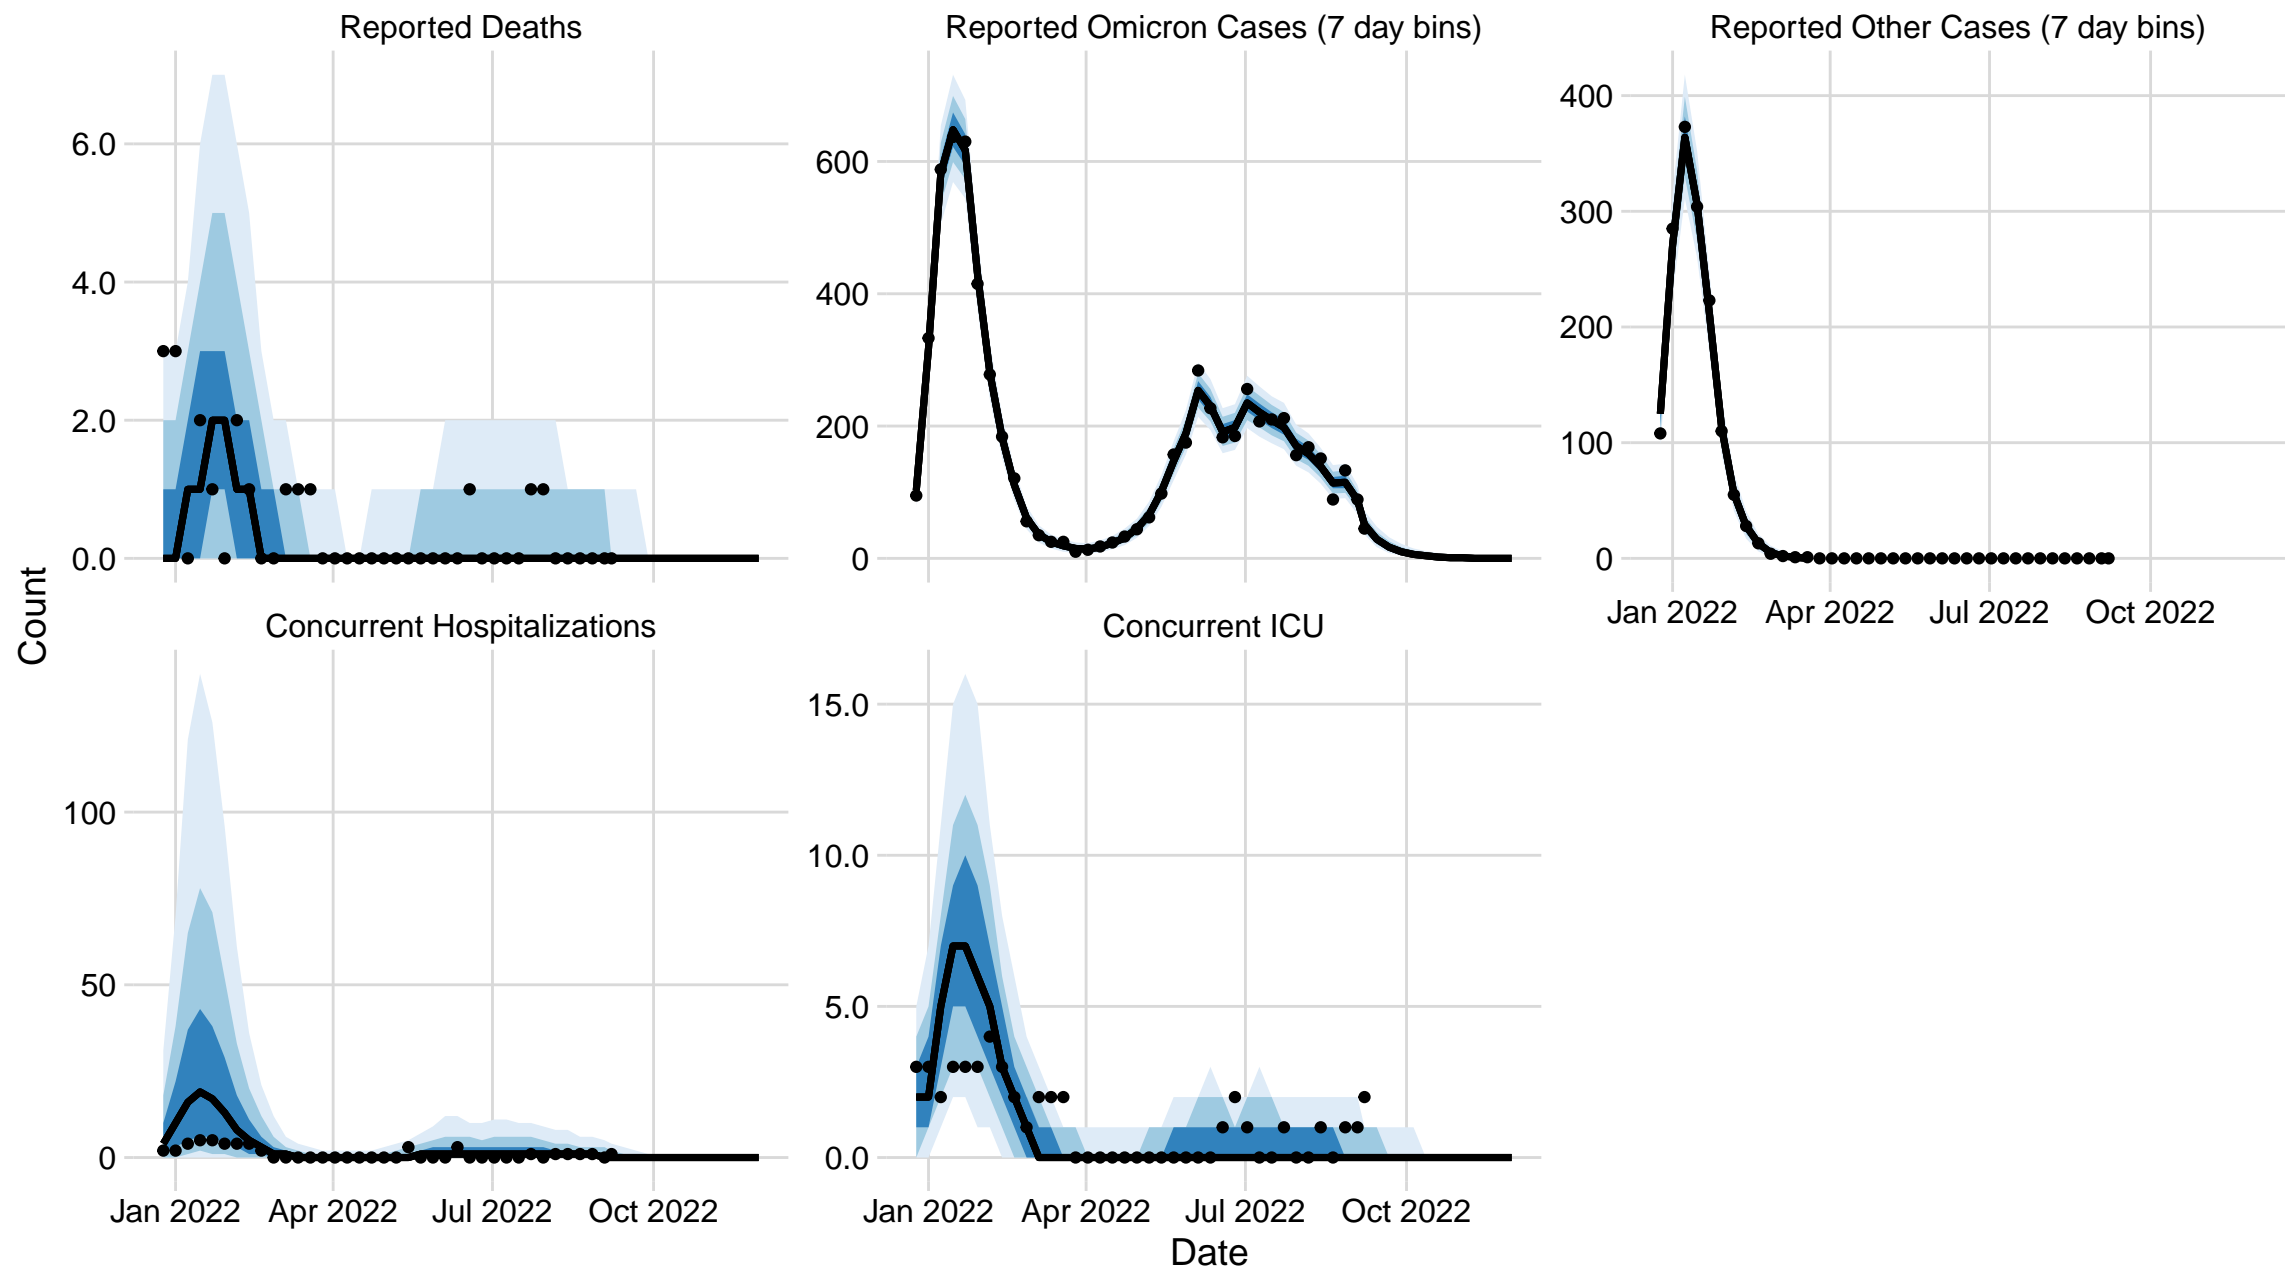 Reported Deaths
Reported Omicron Cases (7 day bins)
Reported Other Cases (7 day bins)
6.0
4.0
2.0
0.0
600
400
200
0
400
300
200
100
0
Jan 2022
Apr 2022
Jul 2022
Oct 2022
Count
Concurrent Hospitalizations
Concurrent ICU
100
50
0
15.0
10.0
5.0
0.0
Jan 2022
Apr 2022
Jul 2022
Oct 2022
Jan 2022
Apr 2022
Jul 2022
Oct 2022
Date